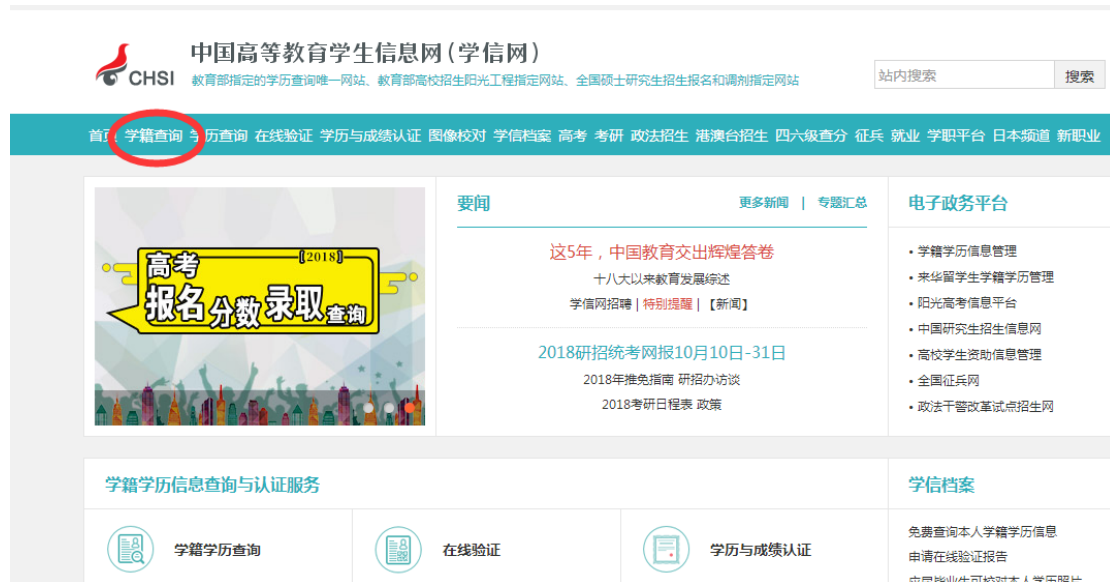 中国高等教育学生信息网(学信网)
CHSI
教育部指定的学历查询唯一网站、教育部高校招生阳光工程指定网站、全国硕士研究生招生报名和调剂指定网站
站内搜索
搜索
首页 学籍查询 学历查询 在线验证 学历与成绩认证 图像校对 学信档案 高考 考研 政法招生 港澳台招生 四六级查分 征兵 就业 学职平台 日本频道 新职业
高考
【2018】
报名分数录取查询
要闻
更多新闻 | 专题汇总
这5年，中国教育交出辉煌答卷
十八大以来教育发展综述
学信网招聘 | 特别提醒 | 【新闻】
2018研招统考网报10月10日-31日
2018年推免指南 研招办访谈
2018考研日程表 政策
电子政务平台
• 学籍学历信息管理
• 来华留学生学籍学历管理
• 阳光高考信息平台
• 中国研究生招生信息网
• 高校学生资助信息管理
• 全国征兵网
• 政法干警改革试点招生网
学籍学历信息查询与认证服务
学籍学历查询
在线验证
学历与成绩认证
学信档案
免费查询本人学籍学历信息
申请在线验证报告
应届毕业生可校对本人学历照片